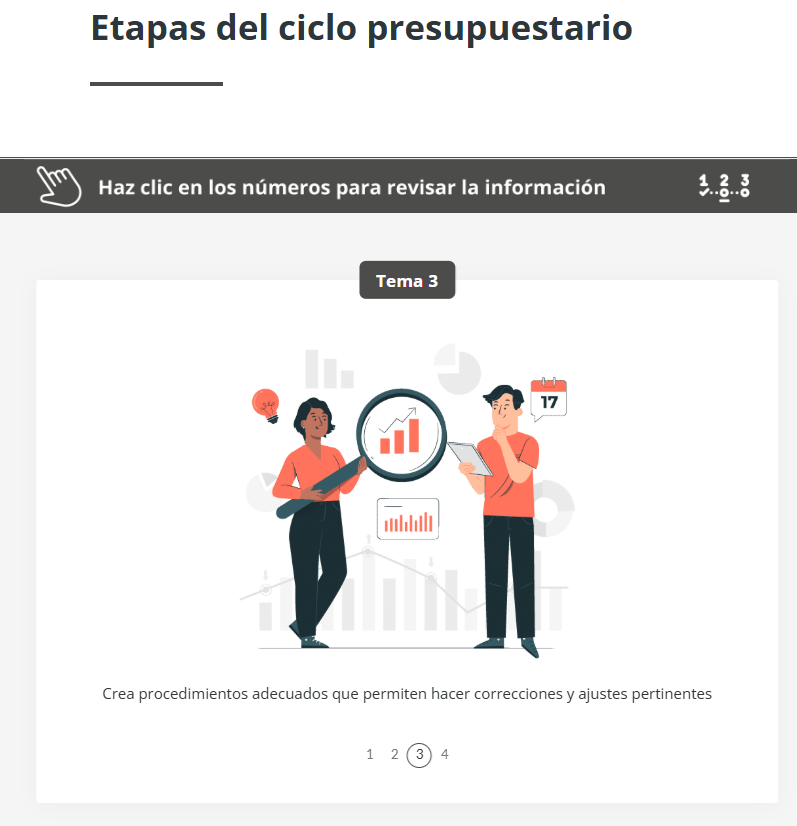 Etapas del ciclo presupuestario
Haz clic en los números para revisar la información
1 2 3
Tema 3
17
Crea procedimientos adecuados que permiten hacer correcciones y ajustes pertinentes
1 2 3 4